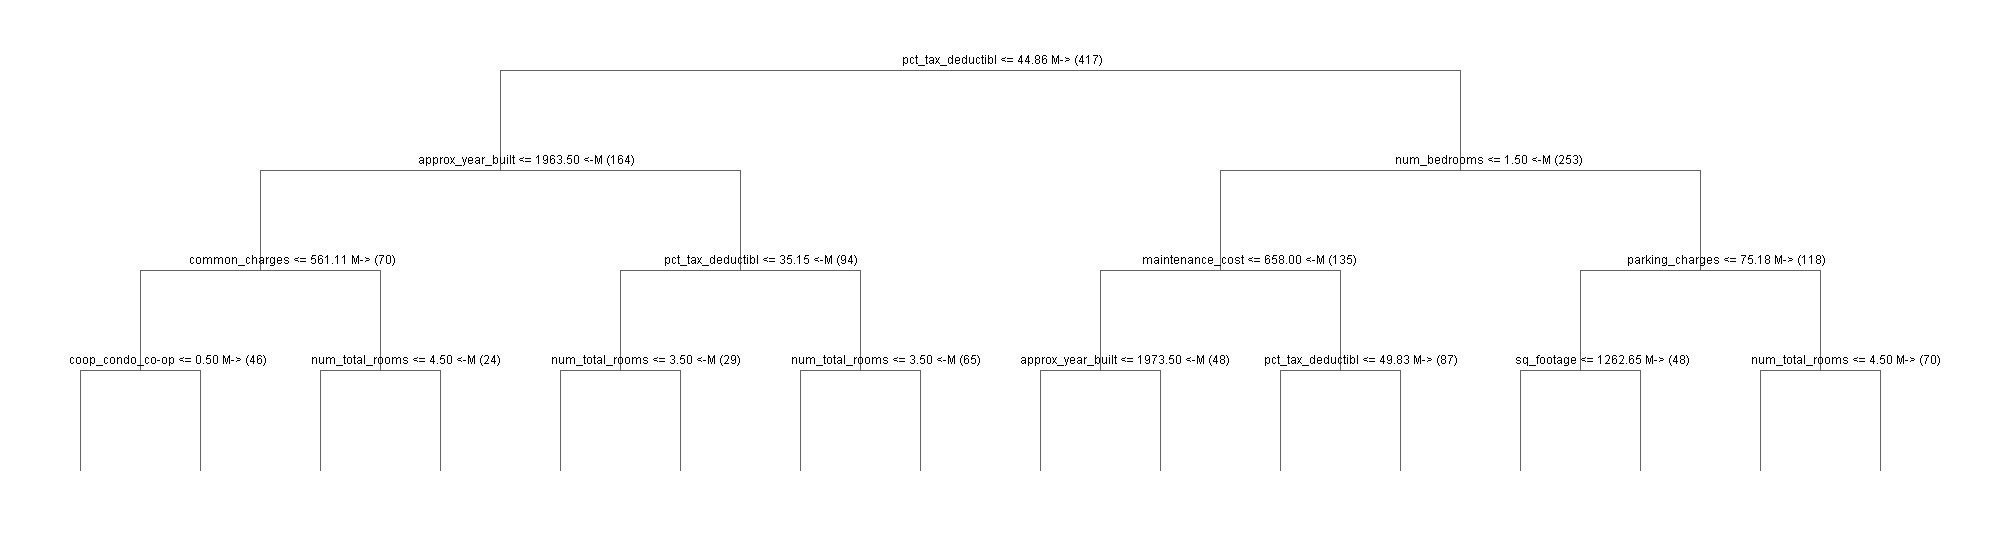 pct_tax_deductibl <= 44.86 M-> (417)
approx_year_built <= 1963.50 <-M (164)
num_bedrooms <= 1.50 <-M (253)
common_charges <= 561.11 M-> (70)
pct_tax_deductibl <= 35.15 <-M (94)
maintenance_cost <= 658.00 <-M (135)
parking_charges <= 75.18 M-> (118)
coop_condo_co-op <= 0.50 M-> (46)
num_total_rooms <= 4.50 <-M (24)
num_total_rooms <= 3.50 <-M (29)
num_total_rooms <= 3.50 <-M (65)
approx_year_built <= 1973.50 <-M (48)
pct_tax_deductibl <= 49.83 M-> (87)
sq_footage <= 1262.65 M-> (48)
num_total_rooms <= 4.50 M-> (70)